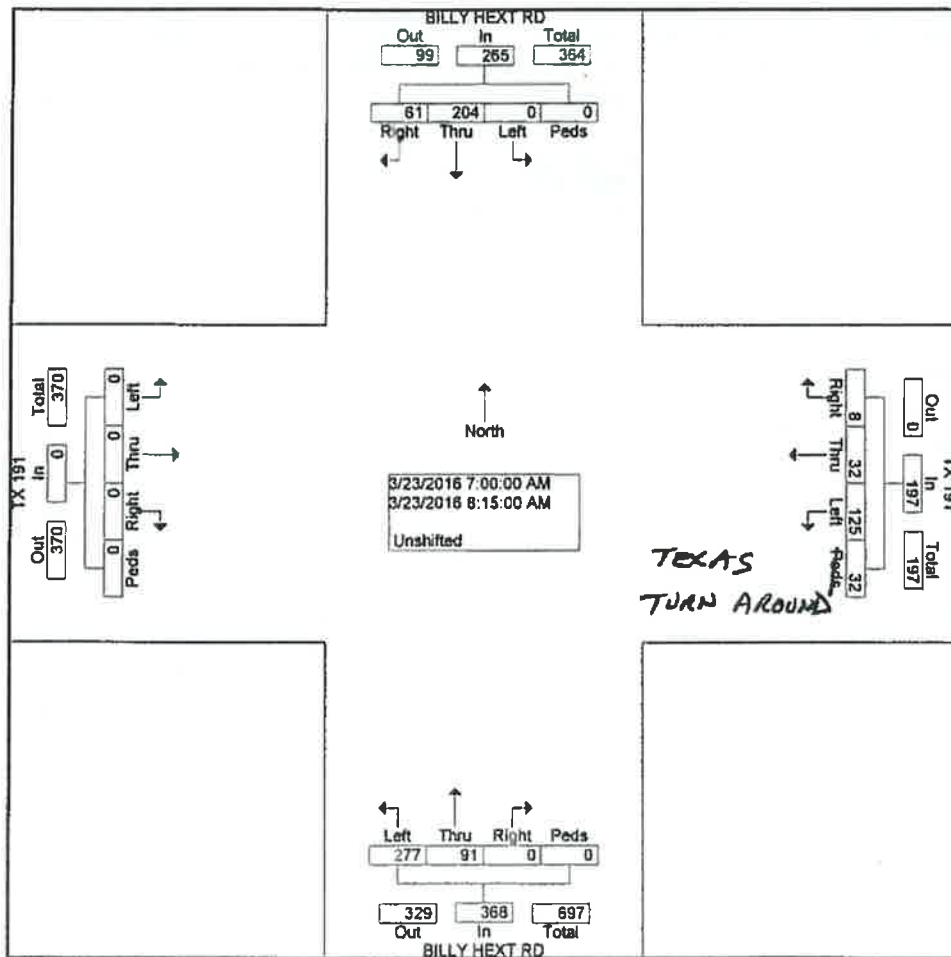 BILLY HEXT RD
Out In Total
99 265 364
61 204 0 0
Right Thru Left Peds
TX 191
Total In Out
370 0 370
0 0 0 0
Left Thru Right Peds
North
3/23/2016 7:00:00 AM
3/23/2016 8:15:00 AM
Unshifted
Right Thru Left Peds
8 32 125 32
Out In Total
0 197 197
TX 191
TEXAS
TURN AROUND
Left Thru Right Peds
277 91 0 0
329 368 697
Out In Total
BILLY HEXT RD